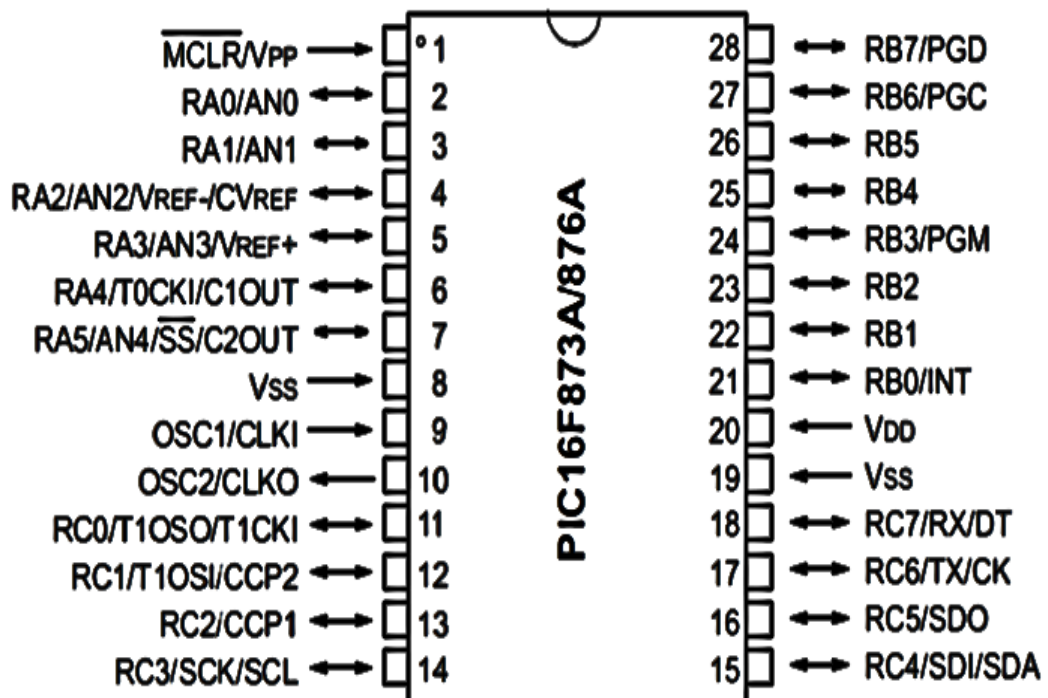 MCLR/VPP 1
RA0/AN0 2
RA1/AN1 3
RA2/AN2/VREF-/CVREF 4
RA3/AN3/VREF+ 5
RA4/T0CKI/C1OUT 6
RA5/AN4/SS/C2OUT 7
VSS 8
OSC1/CLKI 9
OSC2/CLKO 10
RC0/T1OSO/T1CKI 11
RC1/T1OSI/CCP2 12
RC2/CCP1 13
RC3/SCK/SCL 14
PIC16F873A/876A
28 RB7/PGD
27 RB6/PGC
26 RB5
25 RB4
24 RB3/PGM
23 RB2
22 RB1
21 RB0/INT
20 VDD
19 VSS
18 RC7/RX/DT
17 RC6/TX/CK
16 RC5/SDO
15 RC4/SDI/SDA